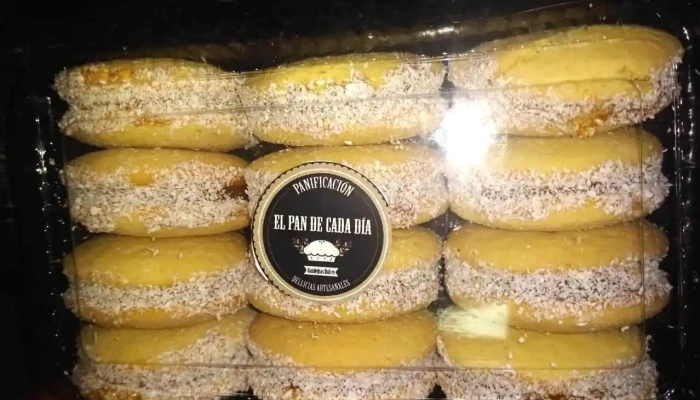 PANIFICACIÓN
EL PAN DE CADA DÍA
DELICIAS ARTESANALES